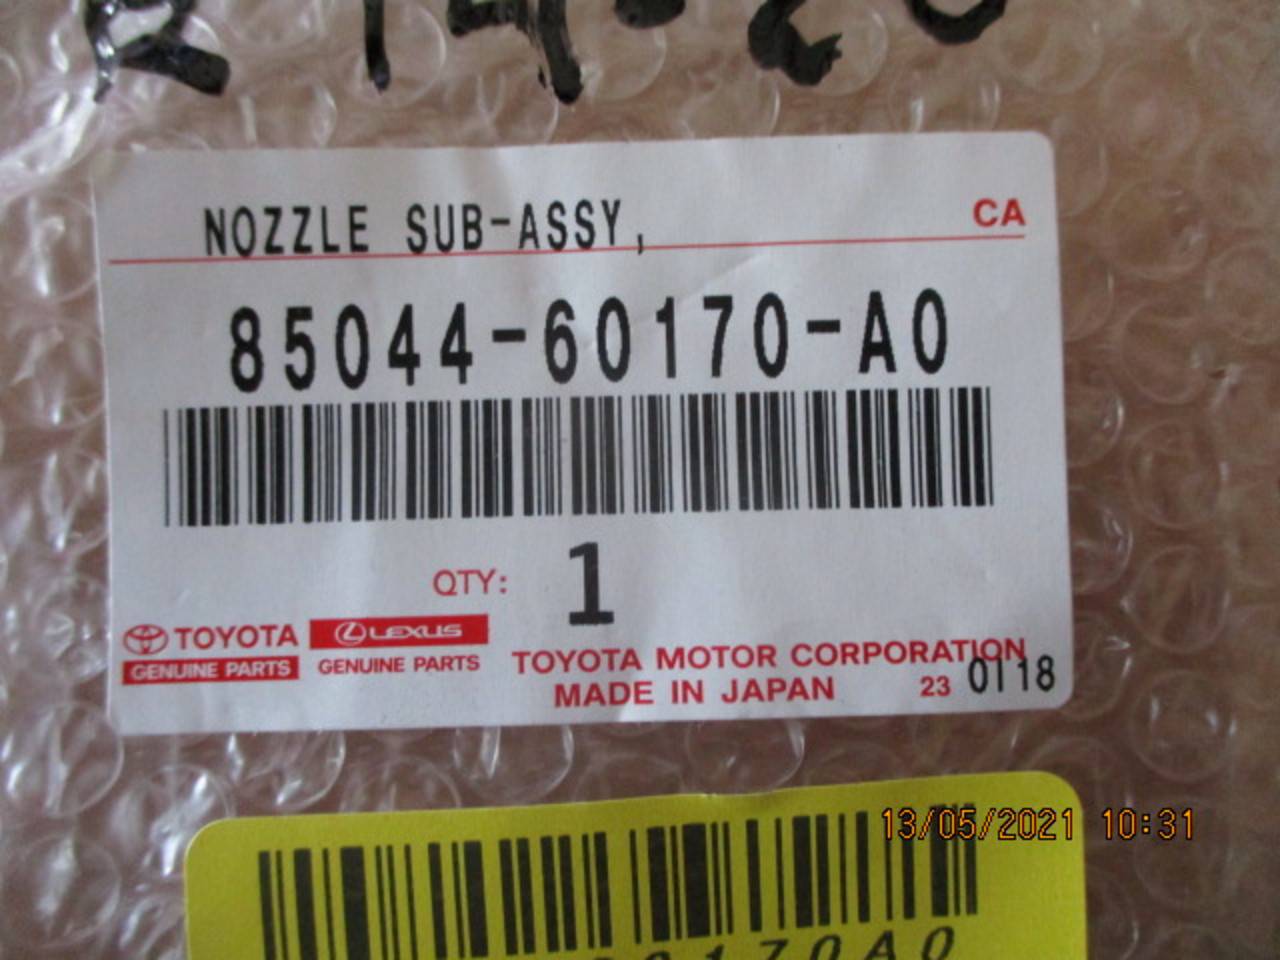 NOZZLE SUB-ASSY,
CA
85044-60170-A0
QTY: 1
TOYOTA
GENUINE PARTS
LEXUS
GENUINE PARTS
TOYOTA MOTOR CORPORATION
MADE IN JAPAN
23 0118
13/05/2021 10:31
0170A0